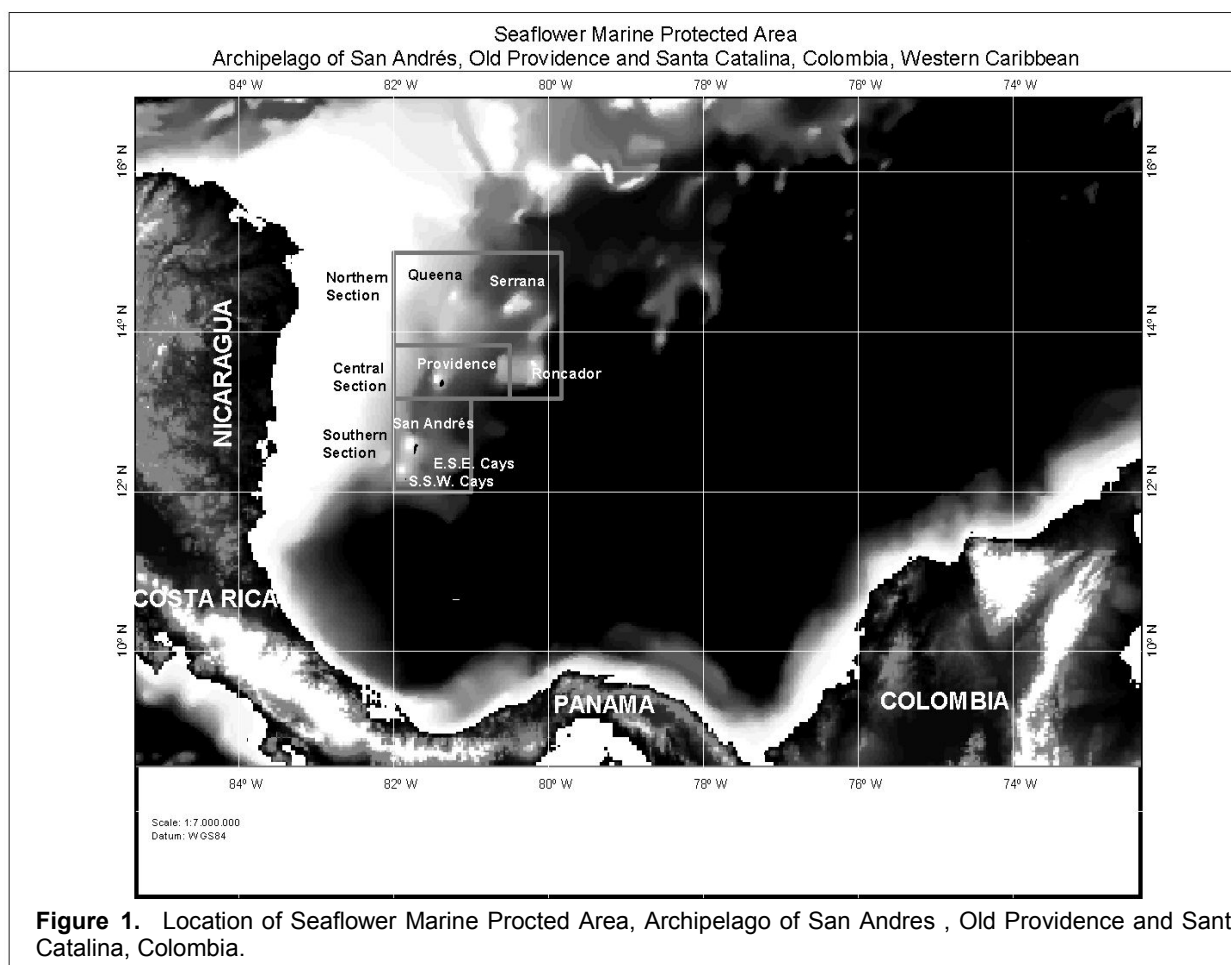 Seaflower Marine Protected Area
Archipelago of San Andrés, Old Providence and Santa Catalina, Colombia, Western Caribbean
84º W 82º W 80º W 78º W 76º W 74º W
16º N 16º N
Northern
Section
Queena
Serrana
14º N 14º N
NICARAGUA
Central
Section
Providence
Roncador
Southern
Section
San Andrés
E.S.E. Cays
S.S.W. Cays
12º N 12º N
COSTA RICA
10º N 10º N
PANAMA
COLOMBIA
84º W 82º W 80º W 78º W 76º W 74º W
Scale: 1:7.000.000
Datum: WGS84
Figure 1. Location of Seaflower Marine Procted Area, Archipelago of San Andres , Old Providence and Sant
Catalina, Colombia.